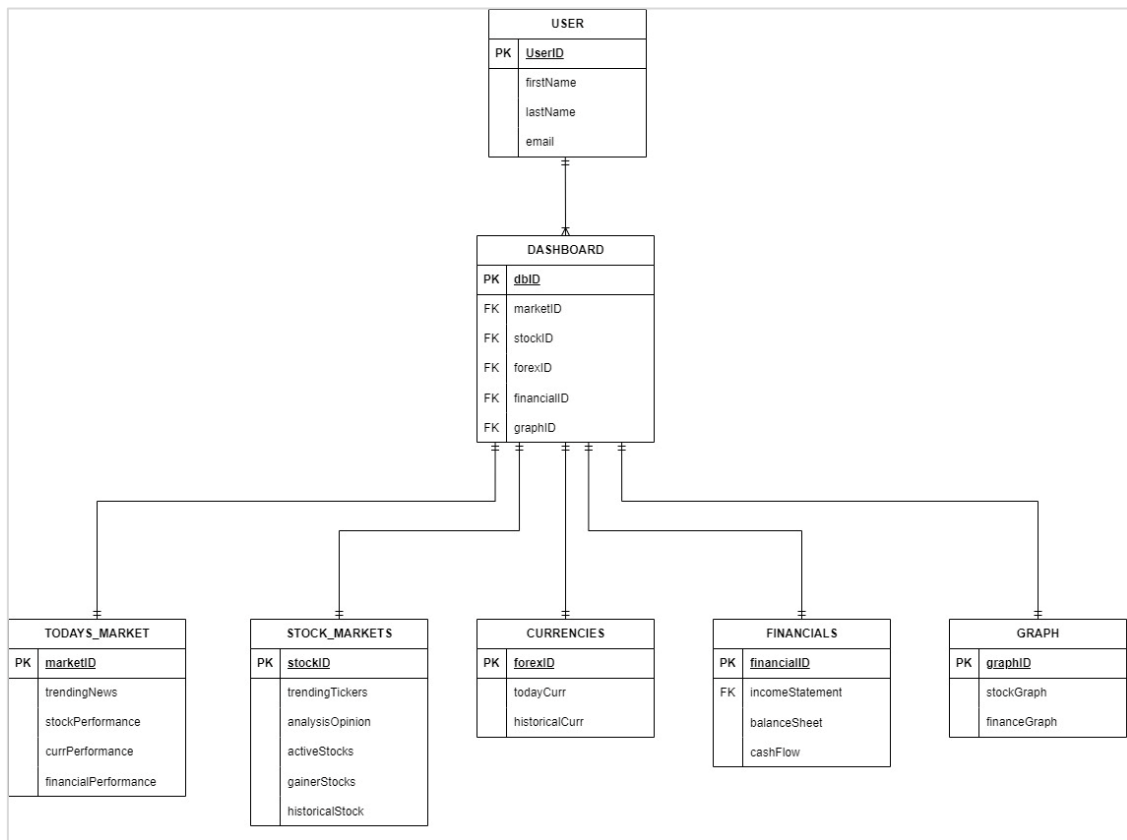 USER
PK UserID
firstName
lastName
email
DASHBOARD
PK dbID
FK marketID
FK stockID
FK forexID
FK financialID
FK graphID
TODAYS_MARKET
PK marketID
trendingNews
stockPerformance
currPerformance
financialPerformance
STOCK_MARKETS
PK stockID
trendingTickers
analysisOpinion
activeStocks
gainerStocks
historicalStock
CURRENCIES
PK forexID
todayCurr
historicalCurr
FINANCIALS
PK financialID
FK incomeStatement
balanceSheet
cashFlow
GRAPH
PK graphID
stockGraph
financeGraph